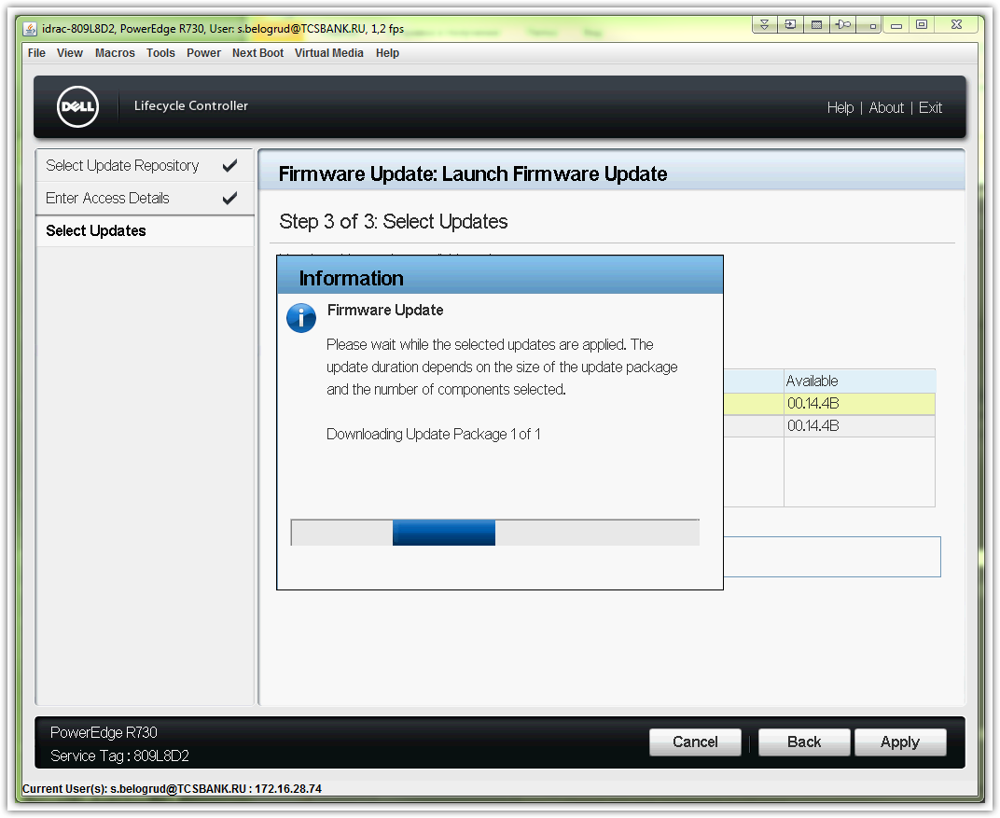 idrac-809L8D2, PowerEdge R730, User: s.belogrud@TCSBANK.RU, 1,2 fps
File View Macros Tools Power Next Boot Virtual Media Help
DELL Lifecycle Controller
Help | About | Exit
Select Update Repository
Enter Access Details
Select Updates
Firmware Update: Launch Firmware Update
Step 3 of 3: Select Updates
Information
Firmware Update
Please wait while the selected updates are applied. The
update duration depends on the size of the update package
and the number of components selected.
Downloading Update Package 1 of 1
Available
00.14.4B
00.14.4B
PowerEdge R730
Service Tag : 809L8D2
Cancel
Back
Apply
Current User(s): s.belogrud@TCSBANK.RU : 172.16.28.74